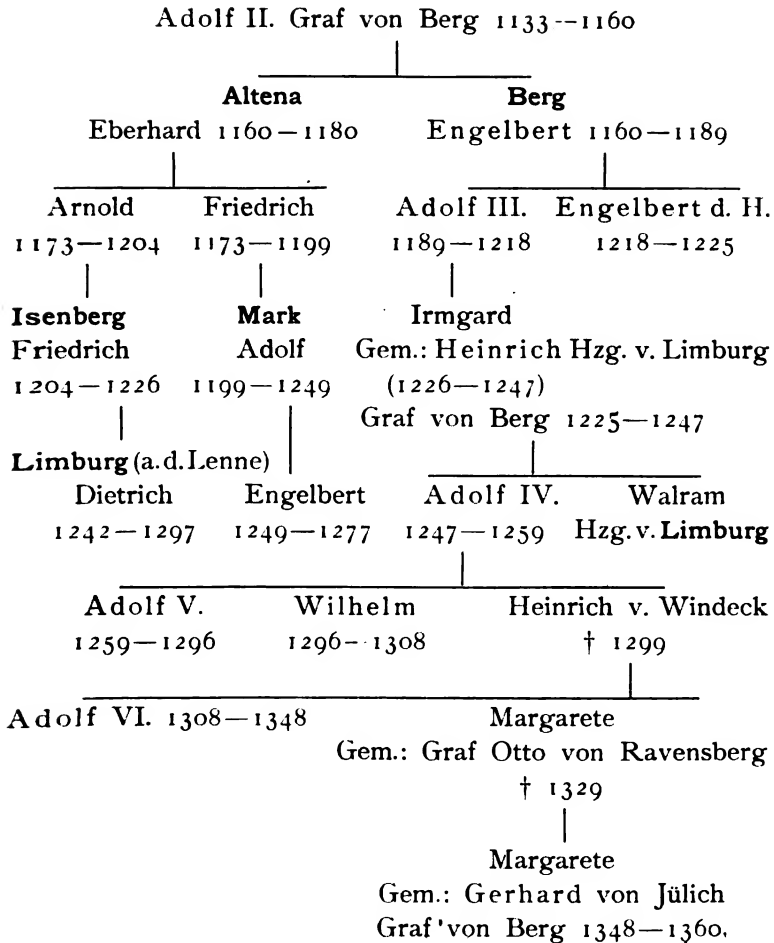 Adolf II. Graf von Berg 1133--1160
Altena Berg
Eberhard 1160—1180 Engelbert 1160—1189
Arnold Friedrich Adolf III. Engelbert d. H.
1173—1204 1173—1199 1189—1218 1218—1225
Isenberg Mark Irmgard
Friedrich Adolf Gem.: Heinrich Hzg. v. Limburg
1204—1226 1199—1249 (1226—1247)
Graf von Berg 1225—1247
Limburg (a. d. Lenne)
Dietrich Engelbert Adolf IV. Walram
1242—1297 1249—1277 1247—1259 Hzg. v. Limburg
Adolf V. Wilhelm Heinrich v. Windeck
1259—1296 1296-·1308 † 1299
Adolf VI. 1308—1348 Margarete
Gem.: Graf Otto von Ravensberg
† 1329
Margarete
Gem.: Gerhard von Jülich
Graf'von Berg 1348—1360.